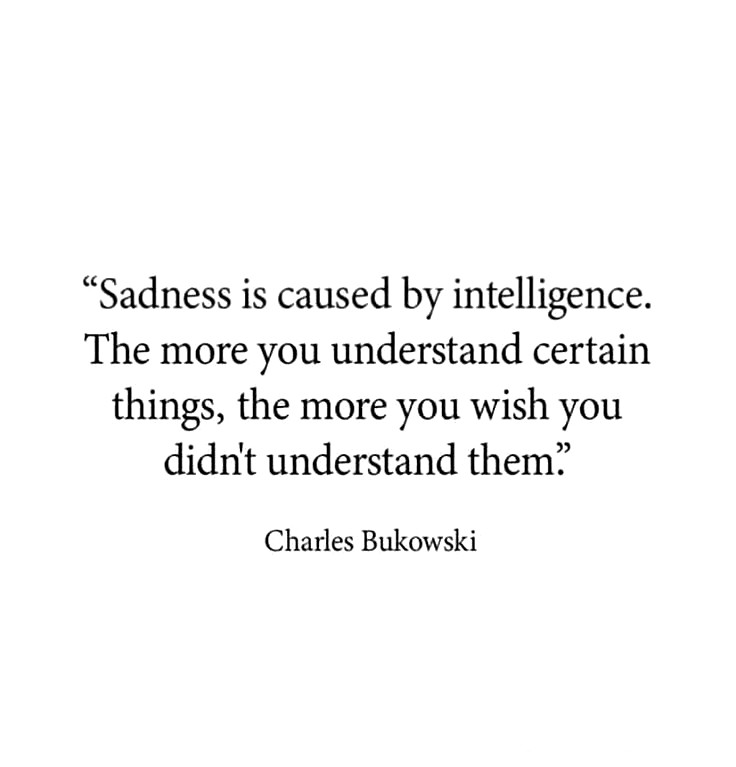 “Sadness is caused by intelligence.
The more you understand certain
things, the more you wish you
didn't understand them.”
Charles Bukowski